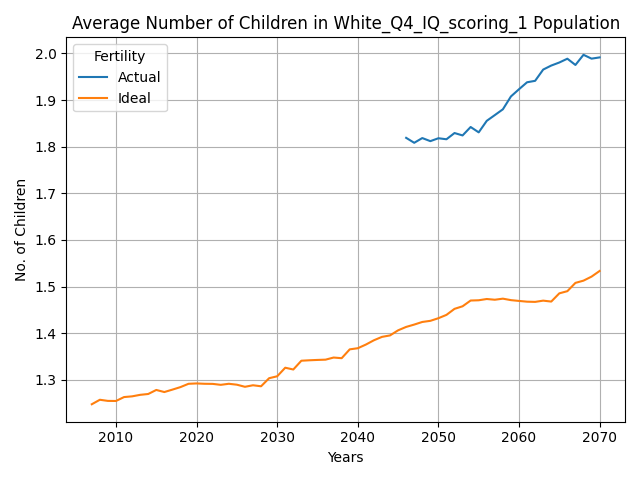 Average Number of Children in White_Q4_IQ_scoring_1 Population
Fertility
Actual
Ideal
No. of Children
2.0
1.9
1.8
1.7
1.6
1.5
1.4
1.3
2010 2020 2030 2040 2050 2060 2070
Years